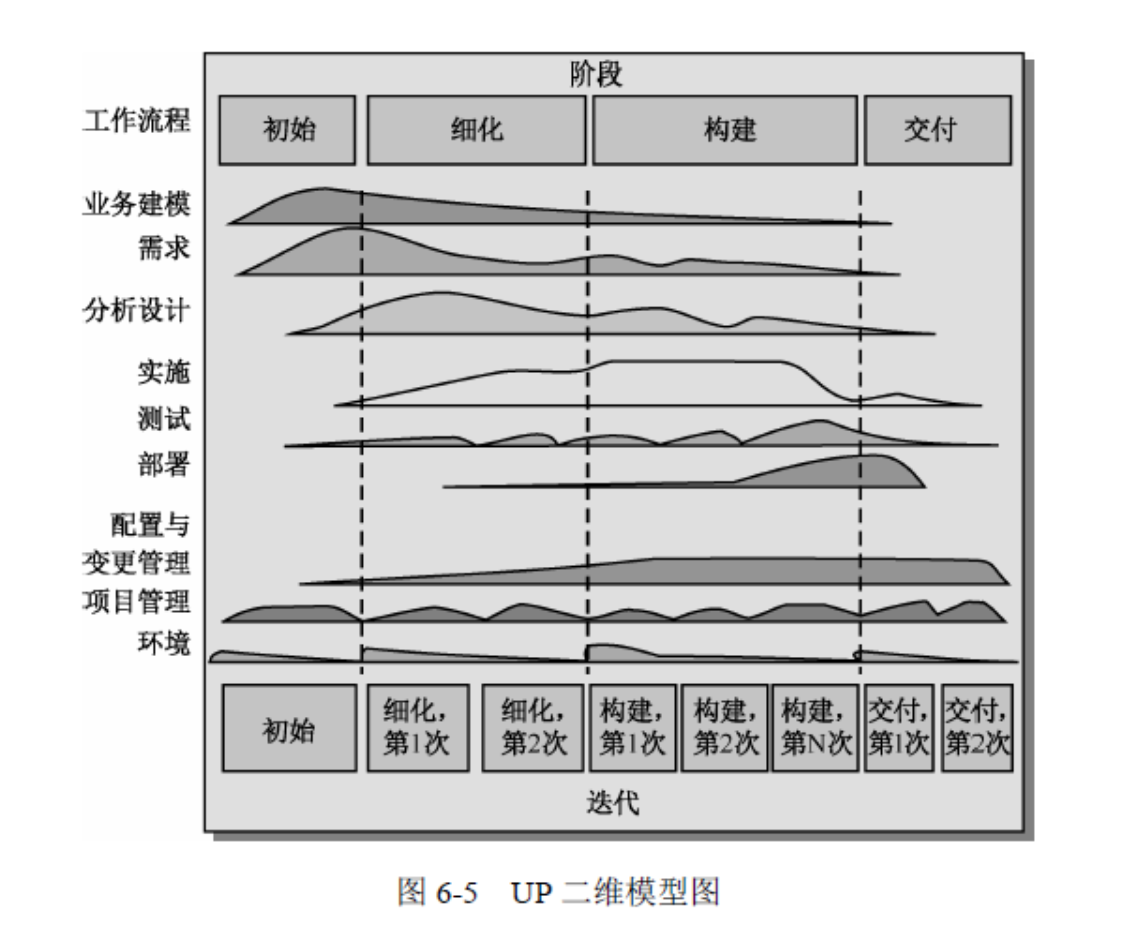 阶段
工作流程
初始
细化
构建
交付
业务建模
需求
分析设计
实施
测试
部署
配置与
变更管理
项目管理
环境
初始
细化，
第1次
细化，
第2次
构建，
第1次
构建，
第2次
构建，
第N次
交付，
第1次
交付，
第2次
迭代
图 6-5 UP 二维模型图